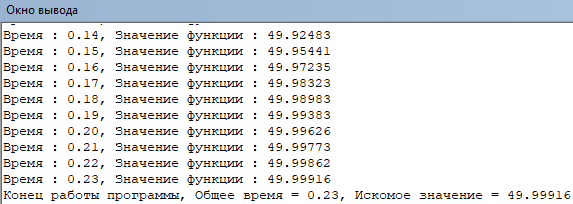 Окно вывода
Время : 0.14, Значение функции : 49.92483
Время : 0.15, Значение функции : 49.95441
Время : 0.16, Значение функции : 49.97235
Время : 0.17, Значение функции : 49.98323
Время : 0.18, Значение функции : 49.98983
Время : 0.19, Значение функции : 49.99383
Время : 0.20, Значение функции : 49.99626
Время : 0.21, Значение функции : 49.99773
Время : 0.22, Значение функции : 49.99862
Время : 0.23, Значение функции : 49.99916
Конец работы программы, Общее время = 0.23, Искомое значение = 49.99916